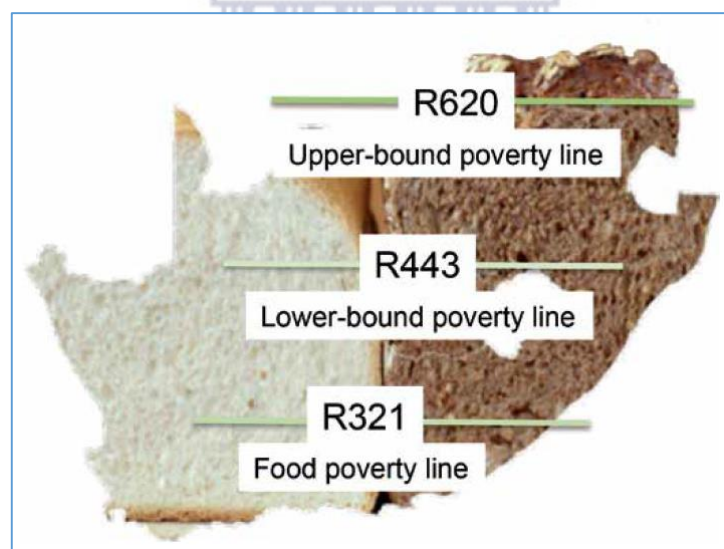 R620
Upper-bound poverty line
R443
Lower-bound poverty line
R321
Food poverty line